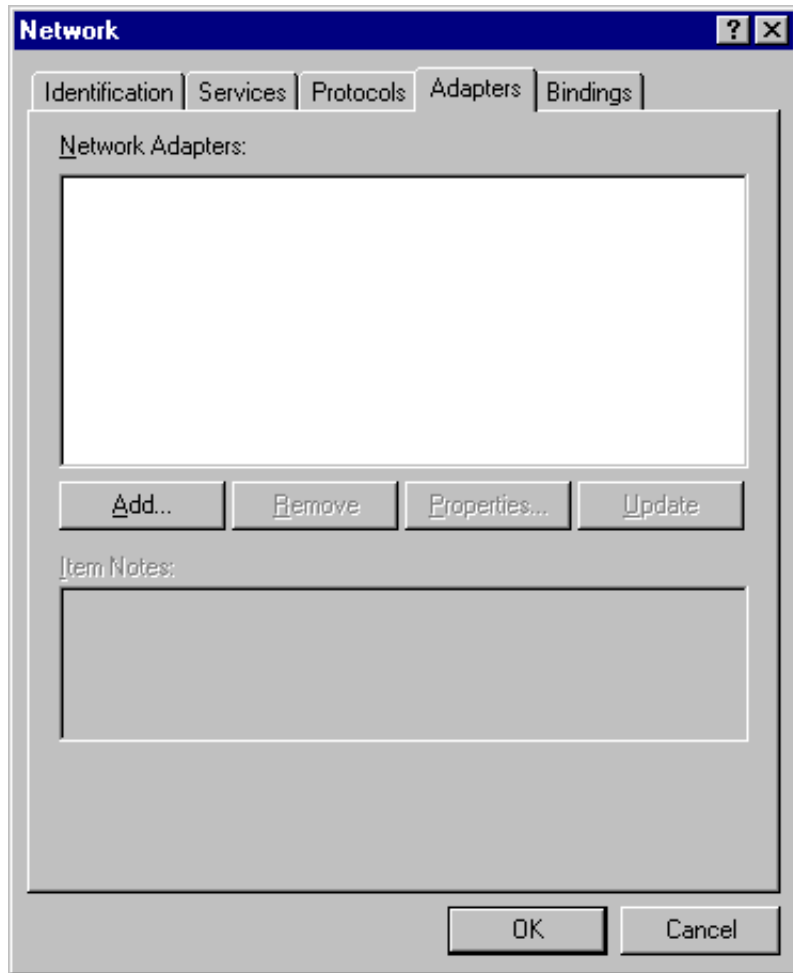 Network
Identification Services Protocols Adapters Bindings
Network Adapters:
Add... Remove Properties... Update
Item Notes:
OK Cancel